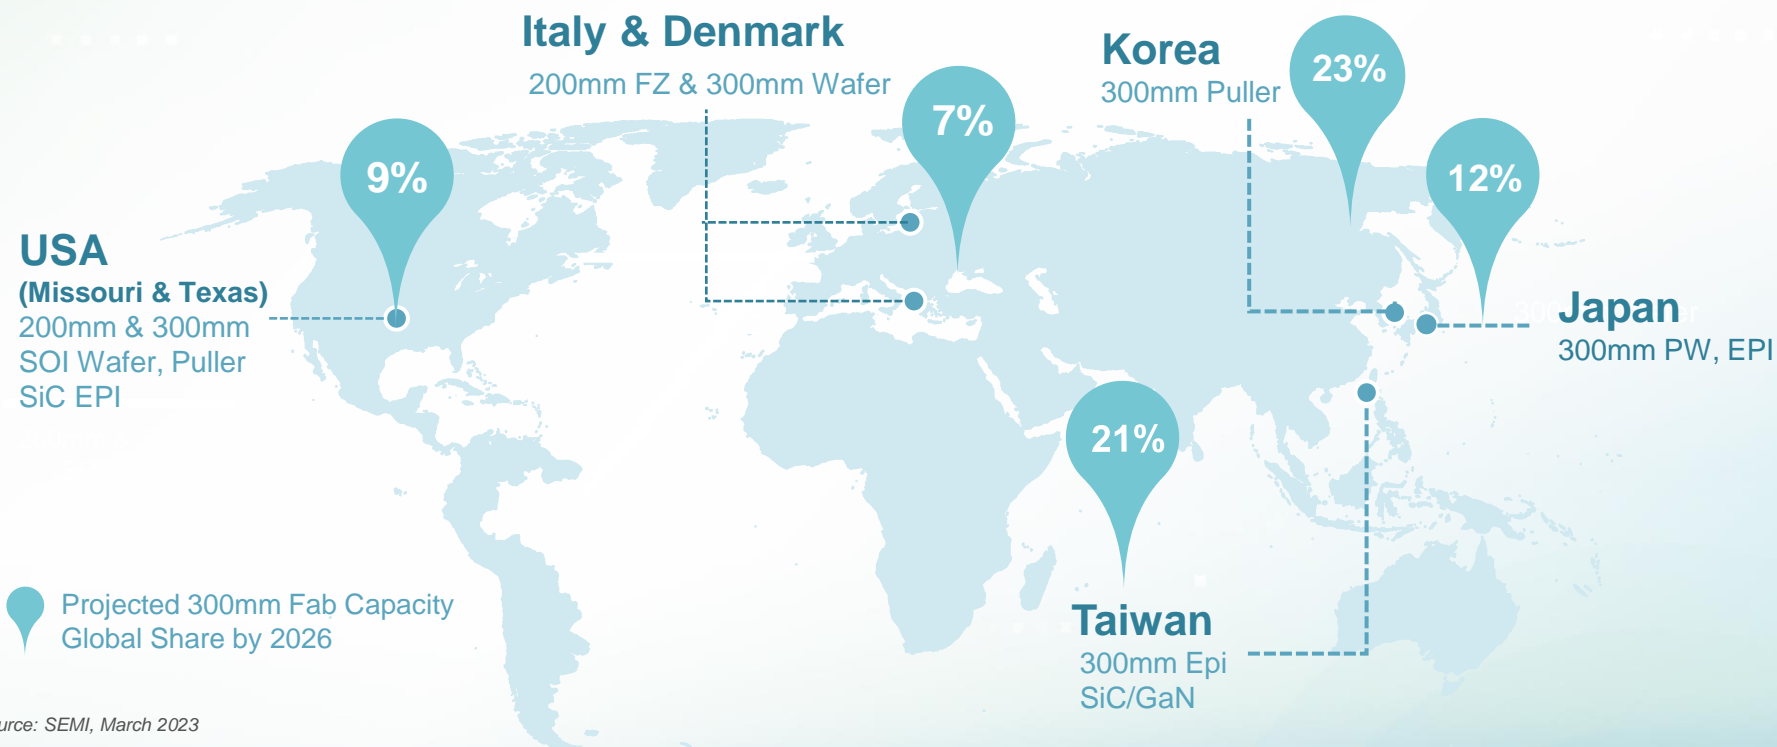 Italy & Denmark
200mm FZ & 300mm Wafer
7%
Korea
300mm Puller
23%
12%
9%
USA
(Missouri & Texas)
200mm & 300mm
SOI Wafer, Puller
SiC EPI
Japan
300mm PW, EPI
21%
Taiwan
300mm Epi
SiC/GaN
Projected 300mm Fab Capacity
Global Share by 2026
urce: SEMI, March 2023